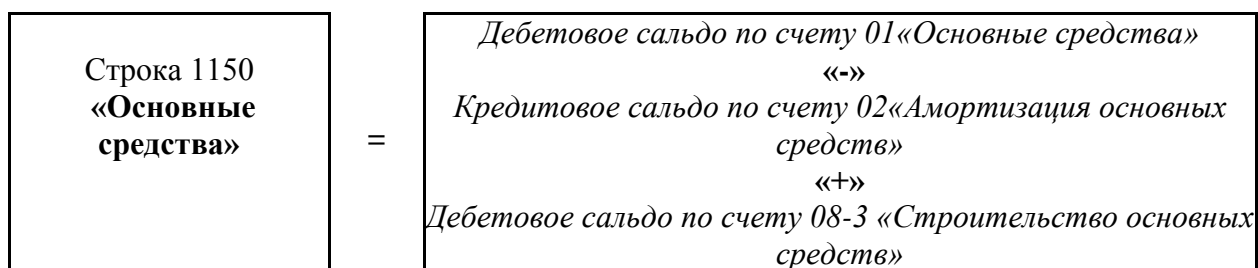 Строка 1150
«Основные
средства»
=
Дебетовое сальдо по счету 01«Основные средства»
«-»
Кредитовое сальдо по счету 02«Амортизация основных
средств»
«+»
Дебетовое сальдо по счету 08-3 «Строительство основных
средств»